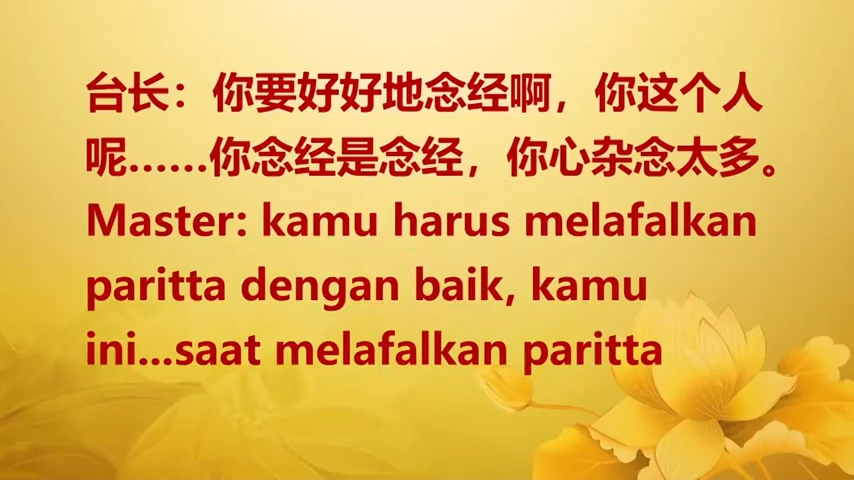 台长：你要好好地念经啊，你这个人
呢……你念经是念经，你心杂念太多。
Master: kamu harus melafalkan
paritta dengan baik, kamu
ini...saat melafalkan paritta